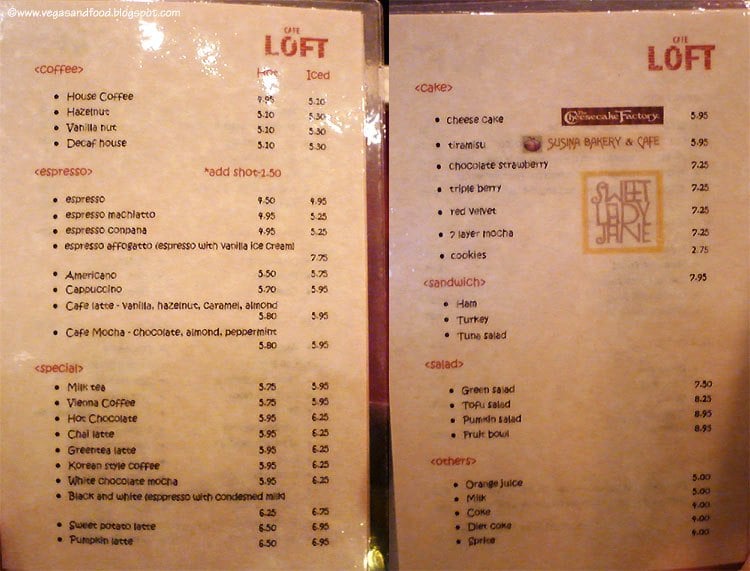 ©www.vegasandfood.blogspot.com
CAFE
LOFT
<coffee> Hot Iced
• House Coffee 4.95 5.10
• Hazelnut 5.10 5.30
• Vanilla nut 5.10 5.30
• Decaf house 5.10 5.30
<espresso> *add shot-1.50
• espresso 4.50 4.95
• espresso machiatto 4.95 5.25
• espresso conpana 4.95 5.25
• espresso affogatto (espresso with vanilla ice cream)
7.75
• Americano 5.50 5.75
• Cappuccino 5.70 5.95
• Cafe latte - vanilla, hazelnut, caramel, almond
5.80 5.95
• Cafe Mocha - chocolate, almond, peppermint
5.80 5.95
<special>
• Milk tea 5.75 5.95
• Vienna Coffee 5.75 5.95
• Hot Chocolate 5.95 6.25
• Chai latte 5.95 6.25
• Greentea latte 5.95 6.25
• Korean style coffee 5.95 6.25
• White chocolate mocha 5.95 6.25
• Black and white (esppresso with condesned milk)
6.25 6.75
• Sweet potato latte 6.50 6.95
• Pumpkin latte 6.50 6.95
CAFE
LOFT
<cake>
• cheese cake The Cheesecake Factory 5.95
• tiramisu SUSINA BAKERY & CAFE 5.95
• chocolate strawberry 7.25
• triple berry 7.25
• red velvet 7.25
• 7 layer mocha 7.25
• cookies 2.75
SWEET
LADY
JANE
<sandwich> 7.95
• Ham
• Turkey
• Tuna salad
<salad>
• Green salad 7.50
• Tofu salad 8.25
• Pumkin salad 8.95
• Fruit bowl 8.95
<others>
• Orange juice 5.00
• Milk 5.00
• Coke 4.00
• Diet coke 4.00
• Sprite 4.00